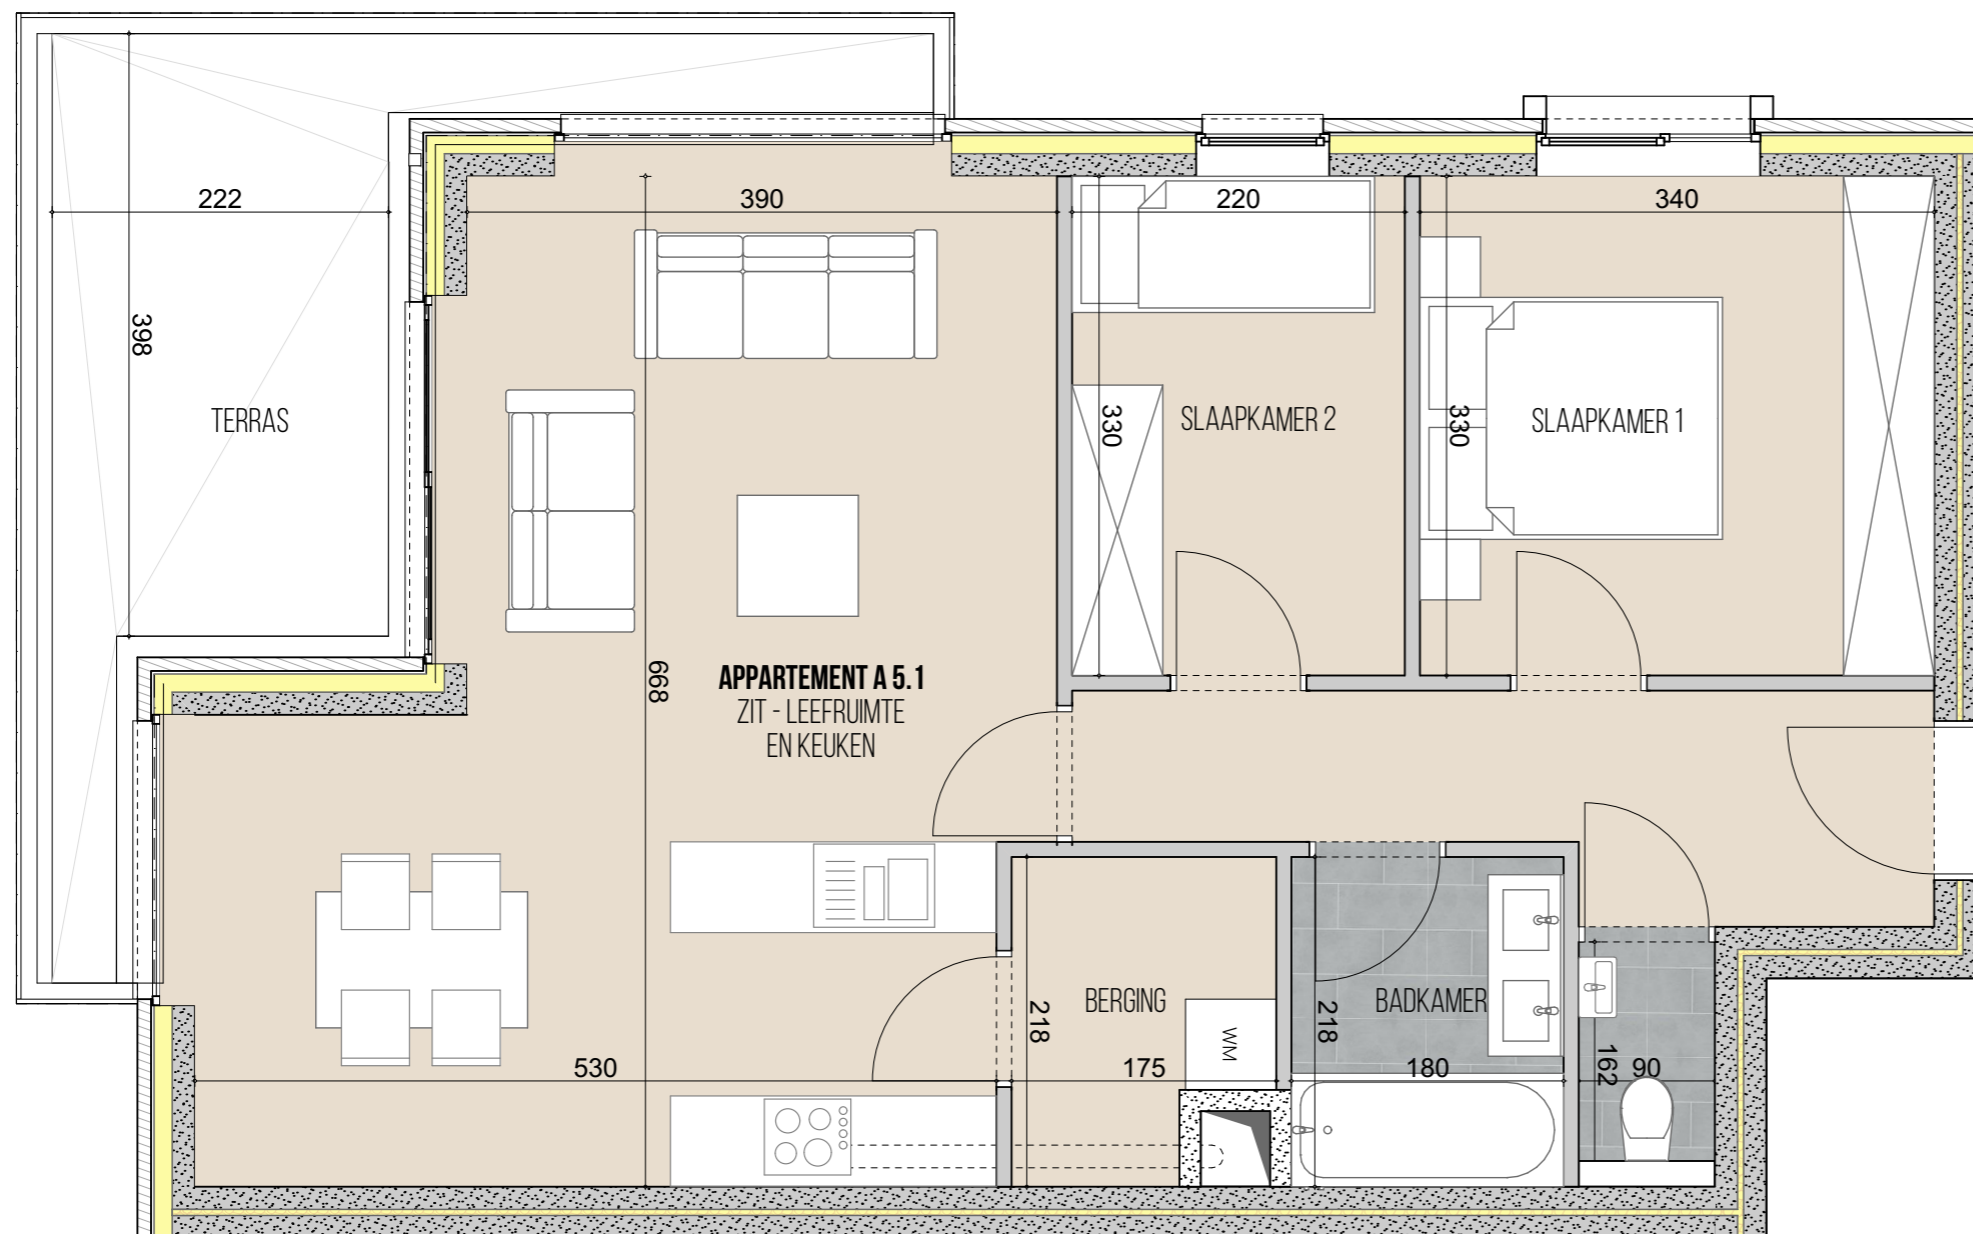 222
390
220
340
398
TERRAS
330
SLAAPKAMER 2
330
SLAAPKAMER 1
668
APPARTEMENT A 5.1
ZIT - LEEFRUIMTE
EN KEUKEN
BERGING
218
WM
218
BADKAMER
530
175
180
162
90